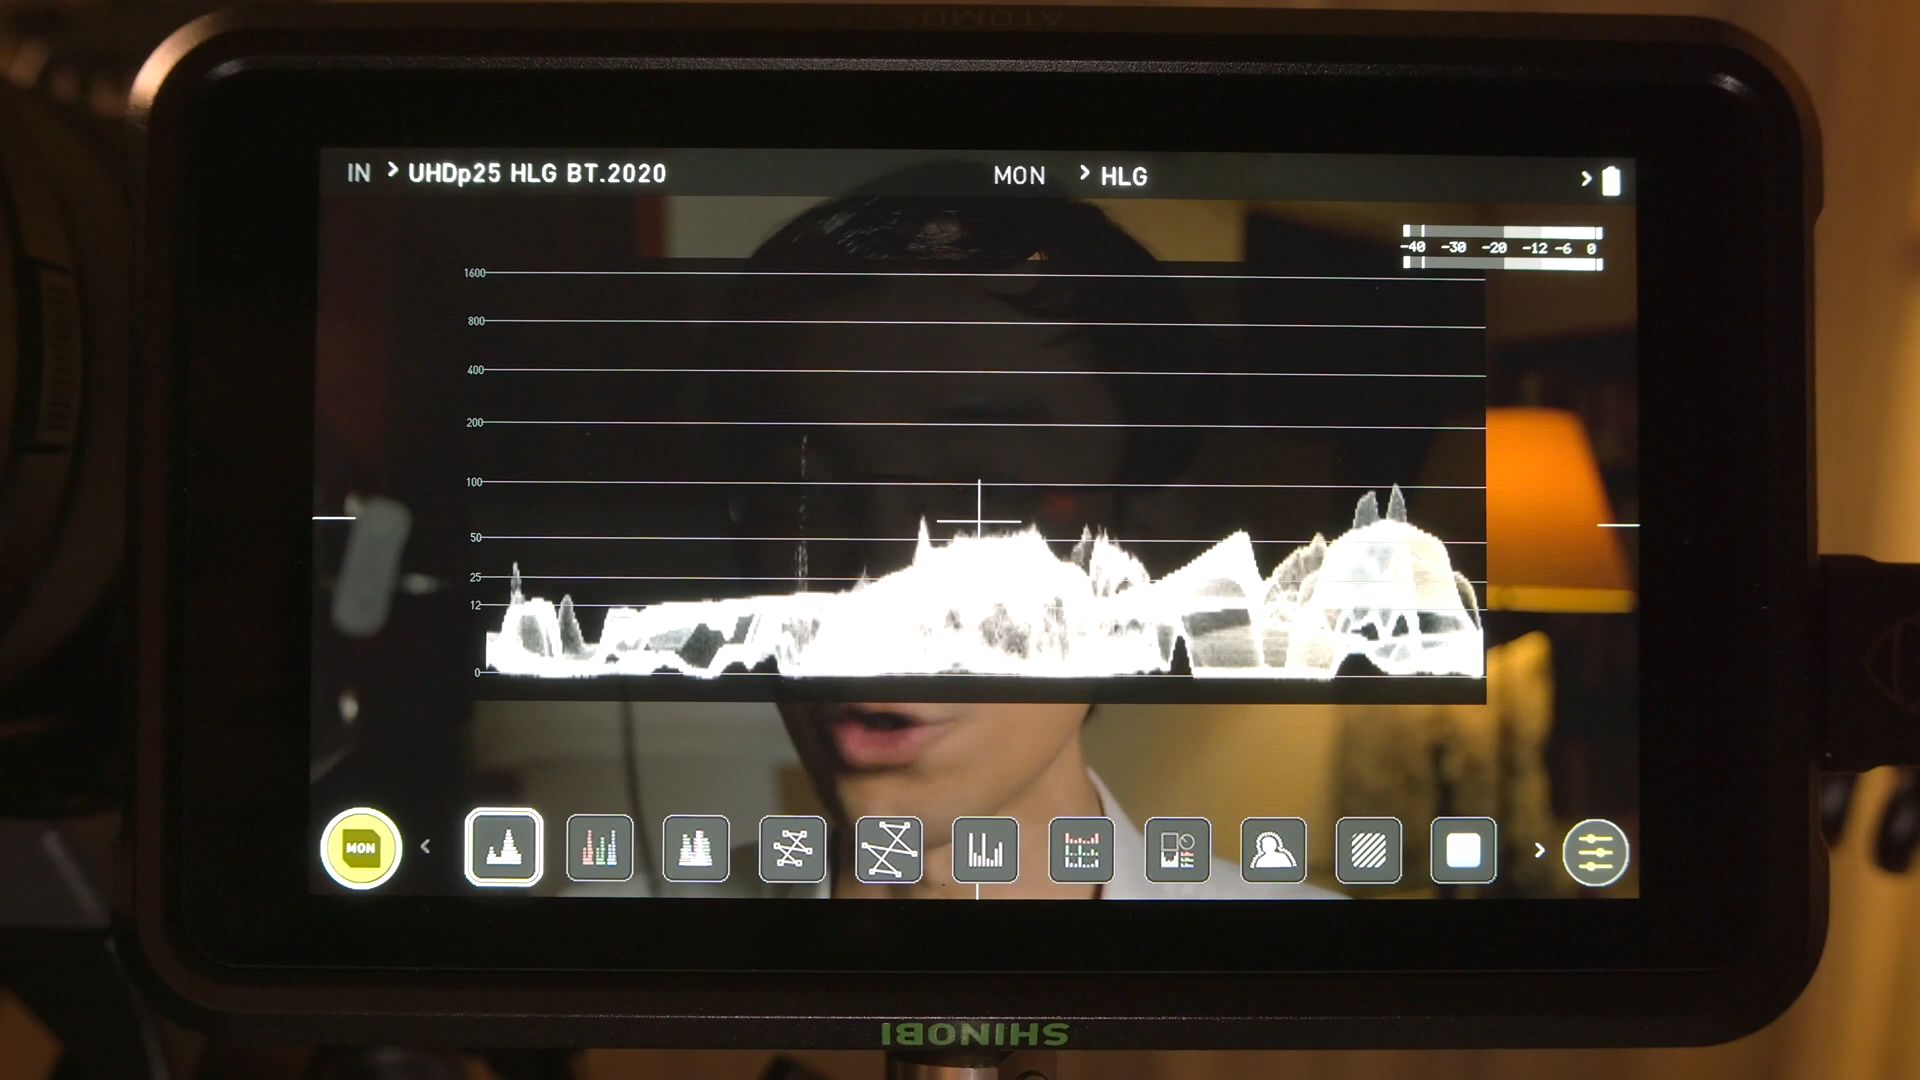 ATOMOS
IN > UHDp25 HLG BT.2020 MON > HLG >
-40 -30 -20 -12 -6 0
1600
800
400
200
100
50
25
12
0
MON < >
SHINOBI